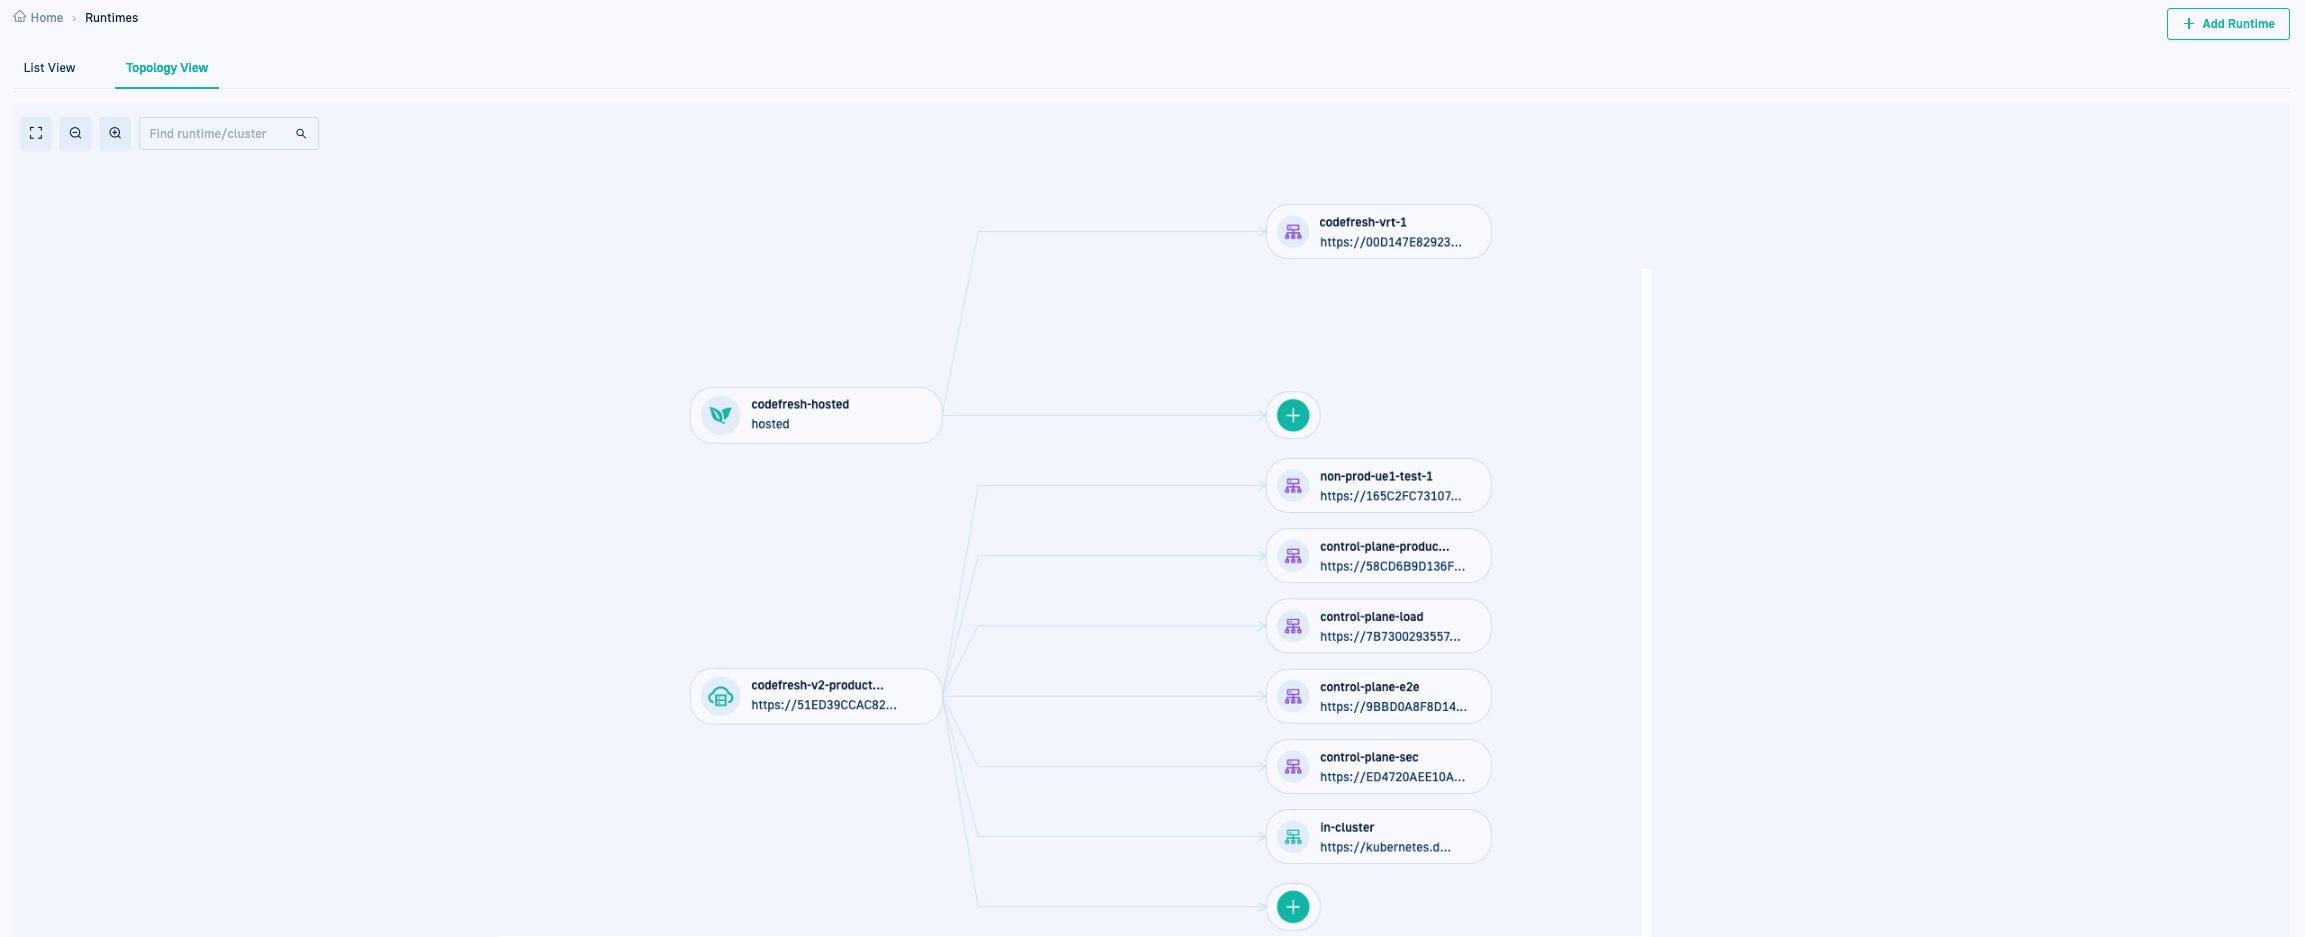 Home > Runtimes
+ Add Runtime
List View
Topology View
Find runtime/cluster
codefresh-vrt-1
https://00D147E82923...
codefresh-hosted
hosted
non-prod-ue1-test-1
https://165C2FC73107...
control-plane-produc...
https://58CD6B9D136F...
control-plane-load
https://7B7300293557...
codefresh-v2-product...
https://51ED39CCAC82...
control-plane-e2e
https://9BBD0A8F8D14...
control-plane-sec
https://ED4720AEE10A...
in-cluster
https://kubernetes.d...